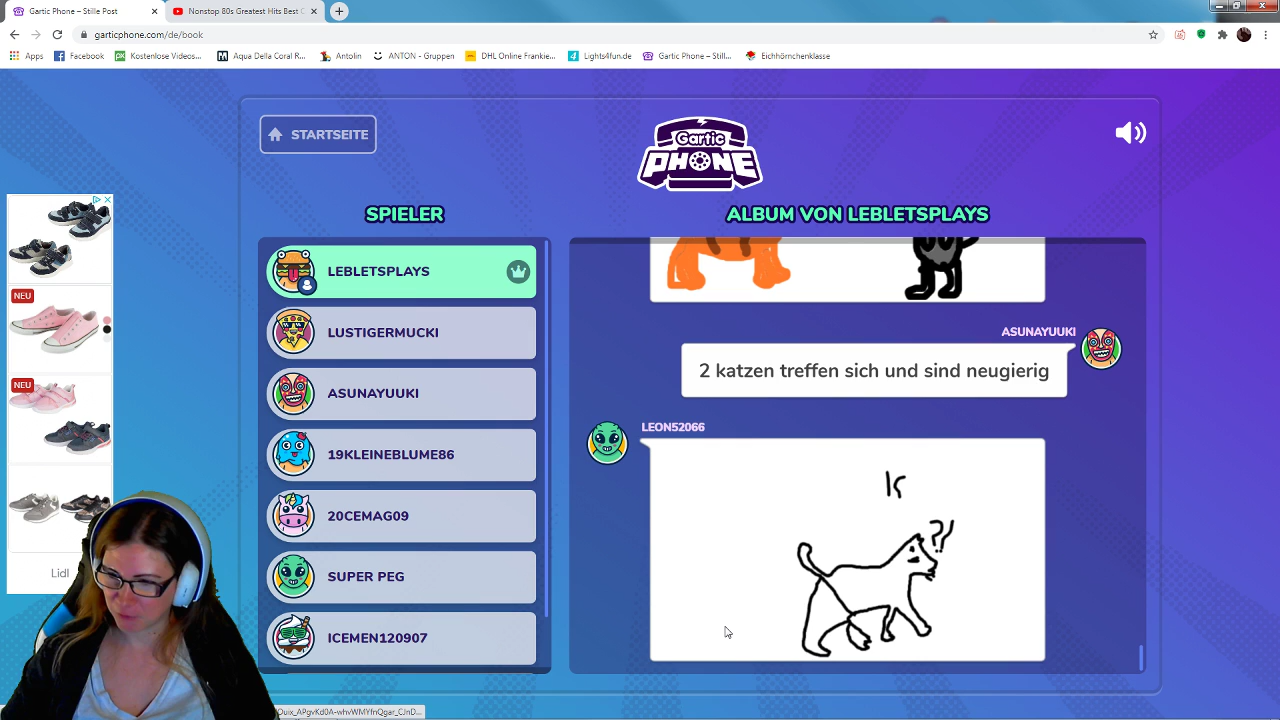 Gartic Phone – Stille Post
Nonstop 80s Greatest Hits Best
garticphone.com/de/book
Apps
Facebook
Kostenlose Videos...
Aqua Della Coral R...
Antolin
ANTON - Gruppen
DHL Online Frankie...
Lights4fun.de
Gartic Phone – Still...
Eichhörnchenklasse
STARTSEITE
Gartic
PHONE
SPIELER
ALBUM VON LEBLETSPLAYS
NEU
NEU
Lidl
LEBLETSPLAYS
LUSTIGERMUCKI
ASUNAYUUKI
19KLEINEBLUME86
20CEMAG09
SUPER PEG
ICEMEN120907
ASUNAYUUKI
2 katzen treffen sich und sind neugierig
LEON52066
??